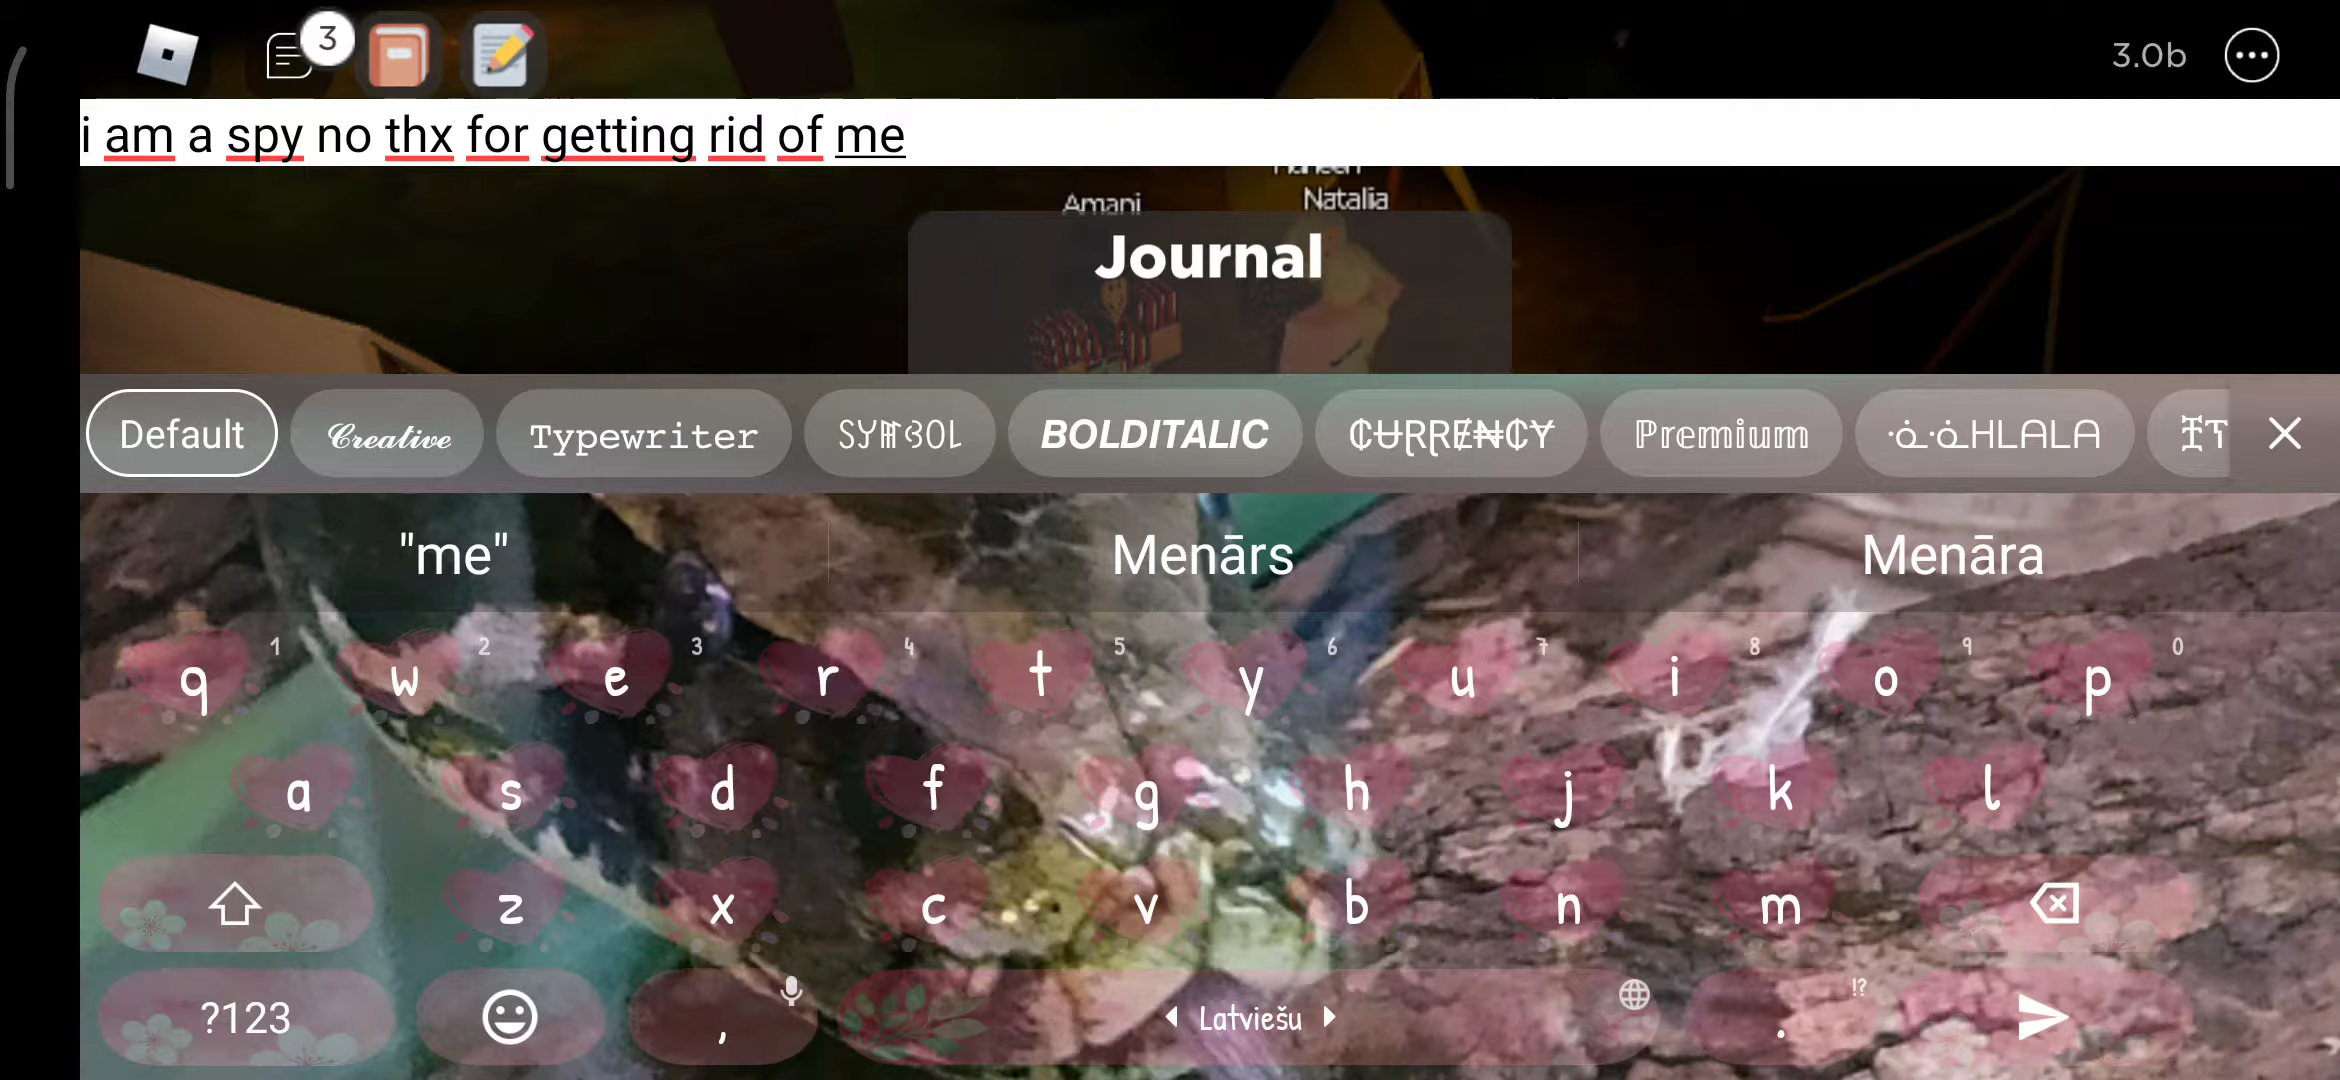 3
3.0b
i am a spy no thx for getting rid of me
Amani
Natalia
Journal
Default
Creative
Typewriter
SYMBOL
BOLDITALIC
₵ɄⱤⱤɆ₦₵Ɏ
ℙ𝕣𝕖𝕞𝕚𝕦𝕞
HLALA
"me"
Menārs
Menāra
q 1 w 2 e 3 r 4 t 5 y 6 u 7 i 8 o 9 p 0
a s d f g h j k l
z x c v b n m
?123 , Latviešu . !?